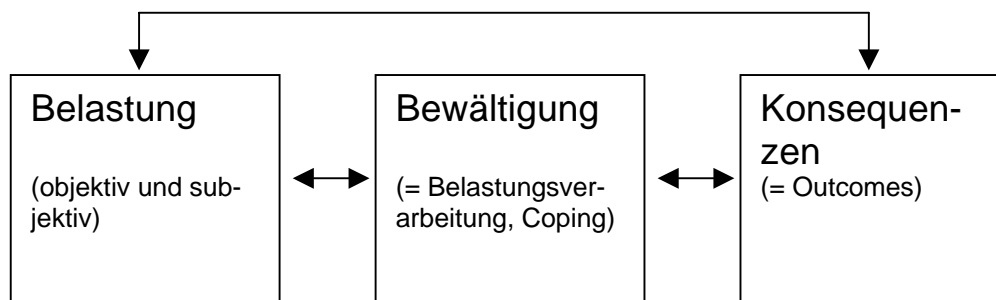 Belastung
(objektiv und sub-
jektiv)
Bewältigung
(= Belastungsver-
arbeitung, Coping)
Konsequen-
zen
(= Outcomes)